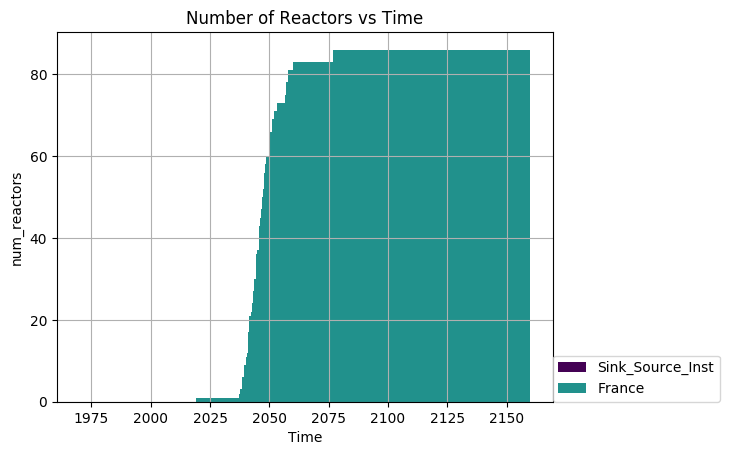 Number of Reactors vs Time
num_reactors
80
60
40
20
0
1975 2000 2025 2050 2075 2100 2125 2150
Time
Sink_Source_Inst
France